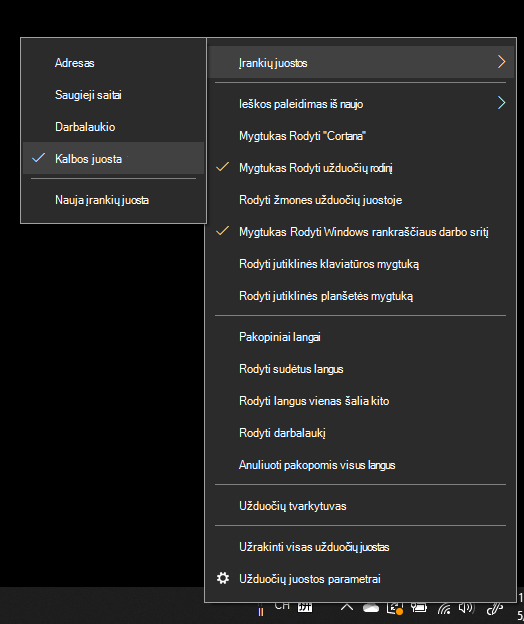 Adresas
Saugieji saitai
Darbalaukio
Kalbos juosta
Nauja įrankių juosta
Įrankių juostos
Ieškos paleidimas iš naujo
Mygtukas Rodyti "Cortana"
Mygtukas Rodyti užduočių rodinį
Rodyti žmones užduočių juostoje
Mygtukas Rodyti Windows rankraščiaus darbo sritį
Rodyti jutiklinės klaviatūros mygtuką
Rodyti jutiklinės planšetės mygtuką
Pakopiniai langai
Rodyti sudėtus langus
Rodyti langus vienas šalia kito
Rodyti darbalaukį
Anuliuoti pakopomis visus langus
Užduočių tvarkytuvas
Užrakinti visas užduočių juostas
Užduočių juostos parametrai
CH 拼